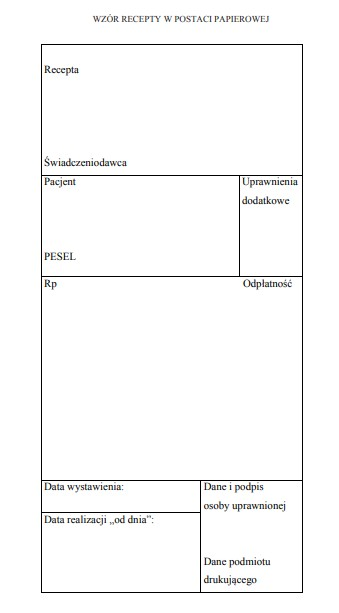 WZÓR RECEPTY W POSTACI PAPIEROWEJ
Recepta
Świadczeniodawca
Pacjent
Uprawnienia
dodatkowe
PESEL
Rp
Odpłatność
Data wystawienia:
Data realizacji „od dnia”:
Dane i podpis
osoby uprawnionej
Dane podmiotu
drukującego